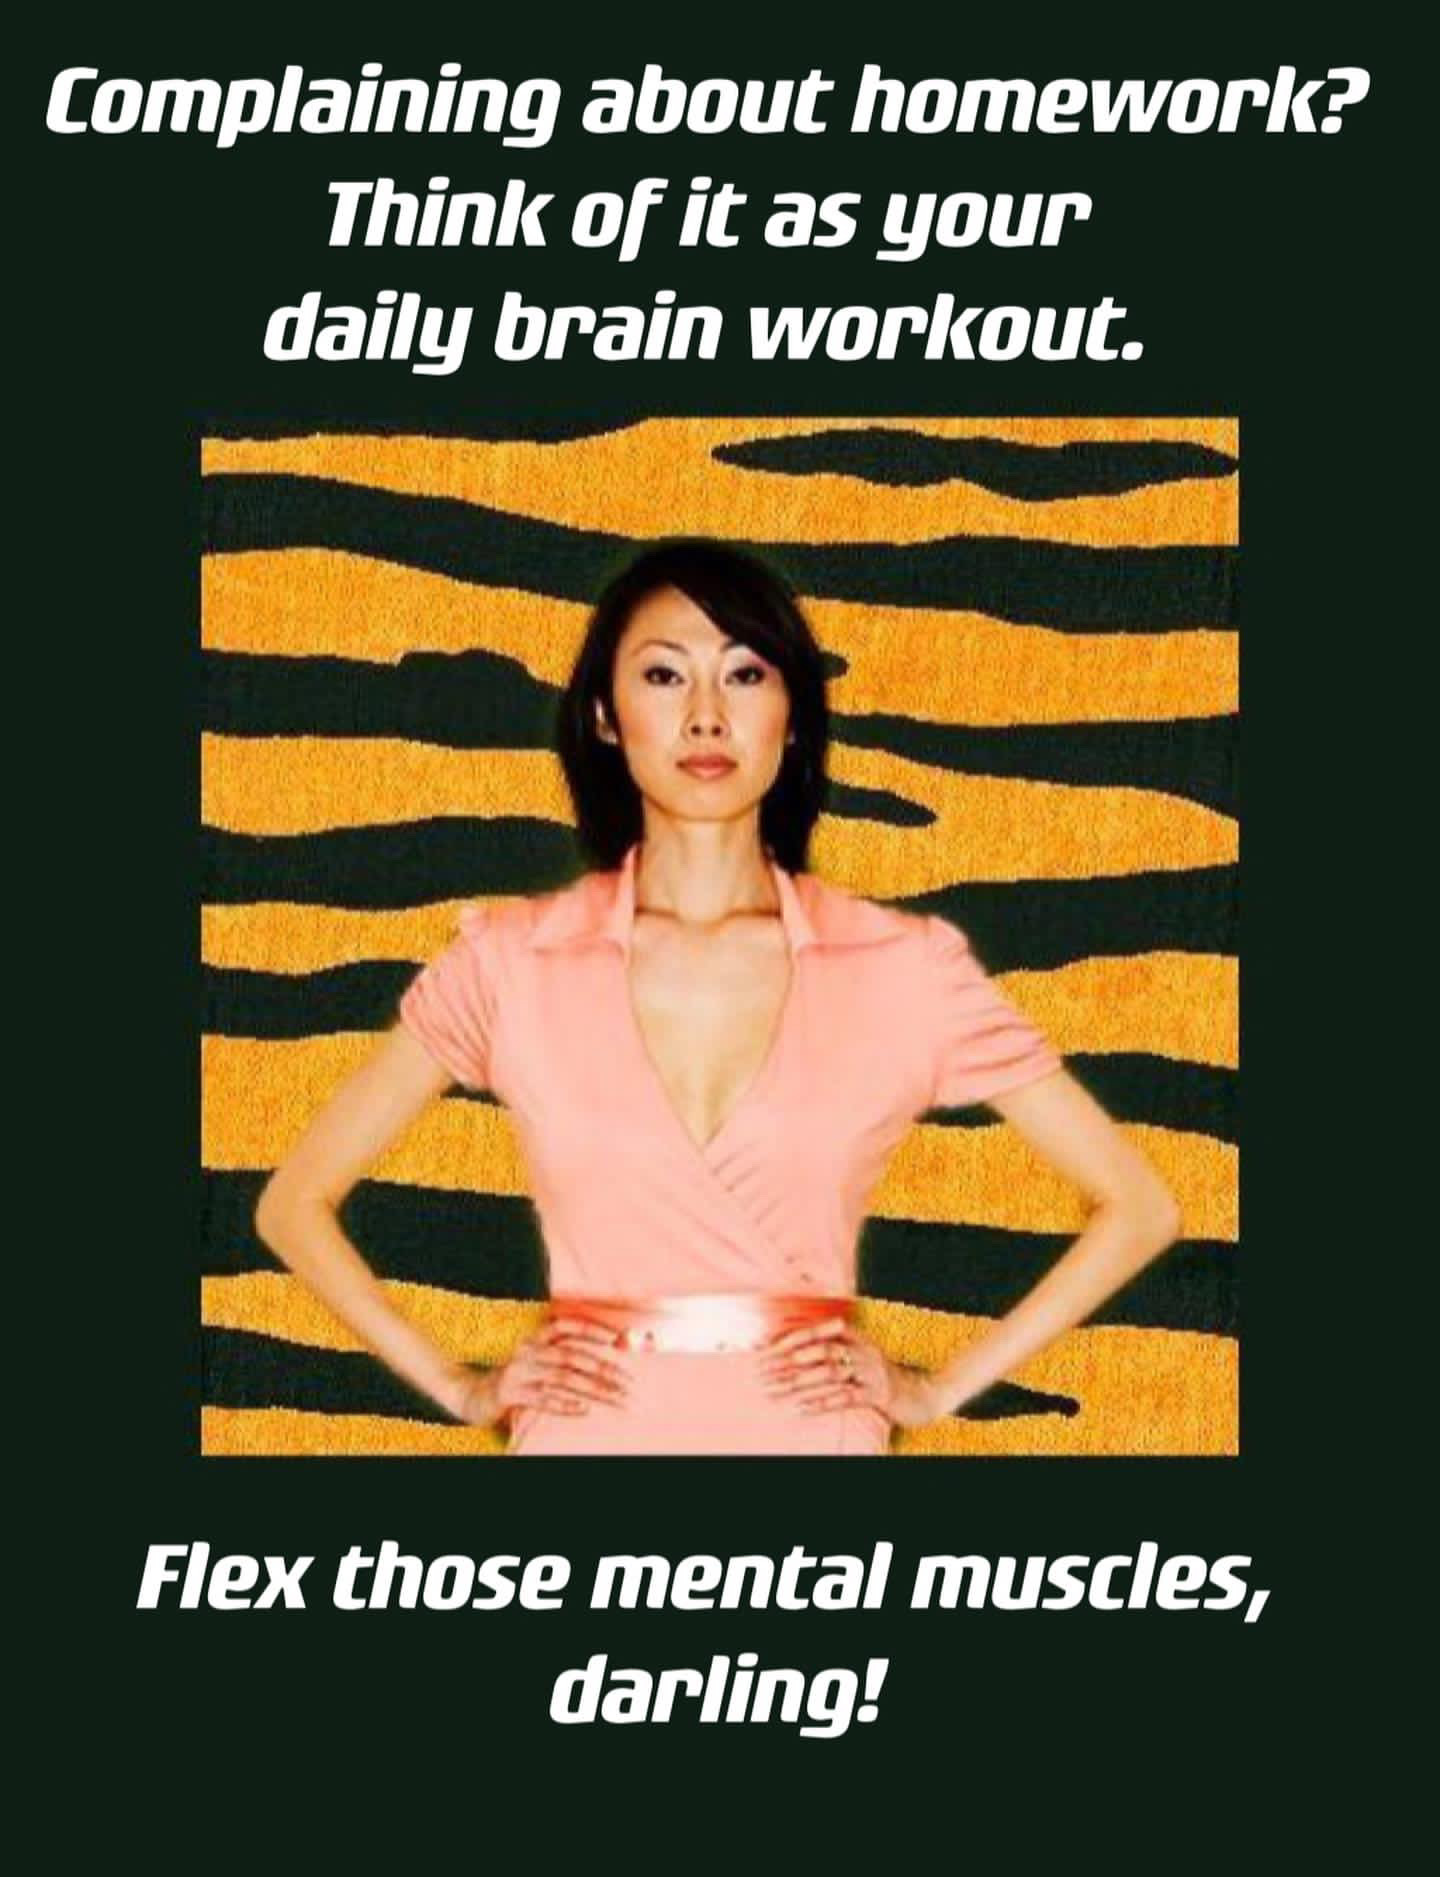 Complaining about homework?
Think of it as your
daily brain workout.
Flex those mental muscles,
darling!